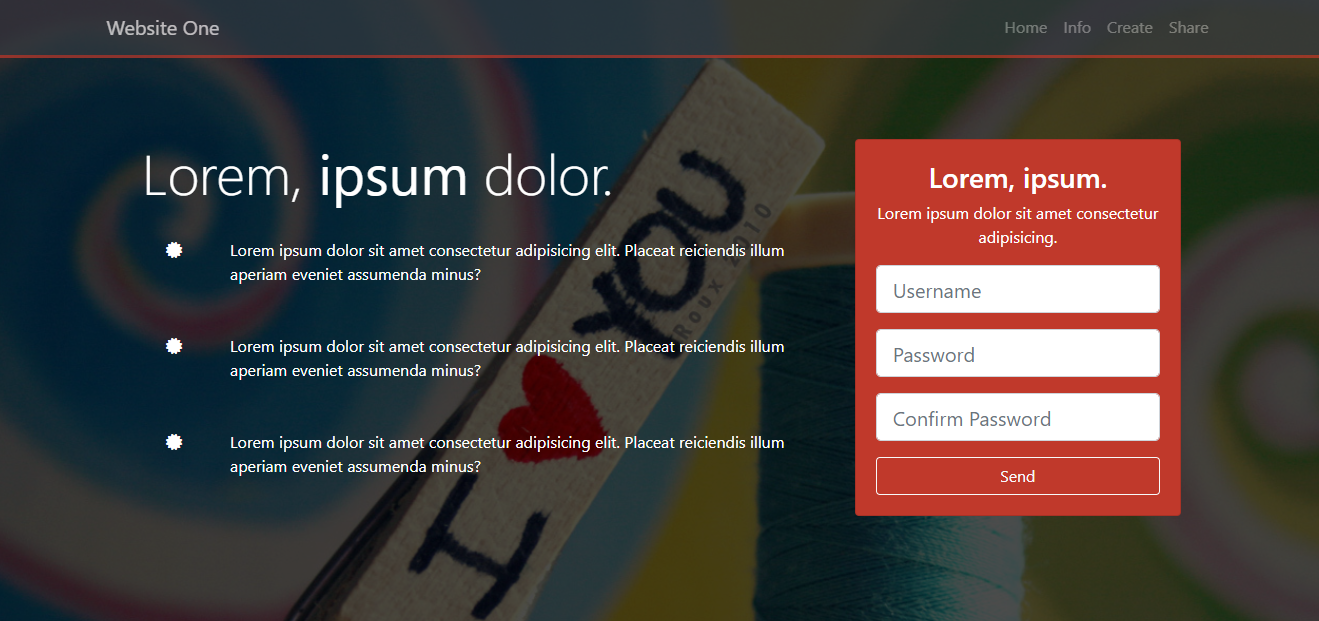 Website One
Home Info Create Share
Lorem, ipsum dolor.
Lorem ipsum dolor sit amet consectetur adipisicing elit. Placeat reiciendis illum
aperiam eveniet assumenda minus?
Lorem ipsum dolor sit amet consectetur adipisicing elit. Placeat reiciendis illum
aperiam eveniet assumenda minus?
Lorem ipsum dolor sit amet consectetur adipisicing elit. Placeat reiciendis illum
aperiam eveniet assumenda minus?
Lorem, ipsum.
Lorem ipsum dolor sit amet consectetur
adipisicing.
Username
Password
Confirm Password
Send
I ♥ YOU
JRoux 2010